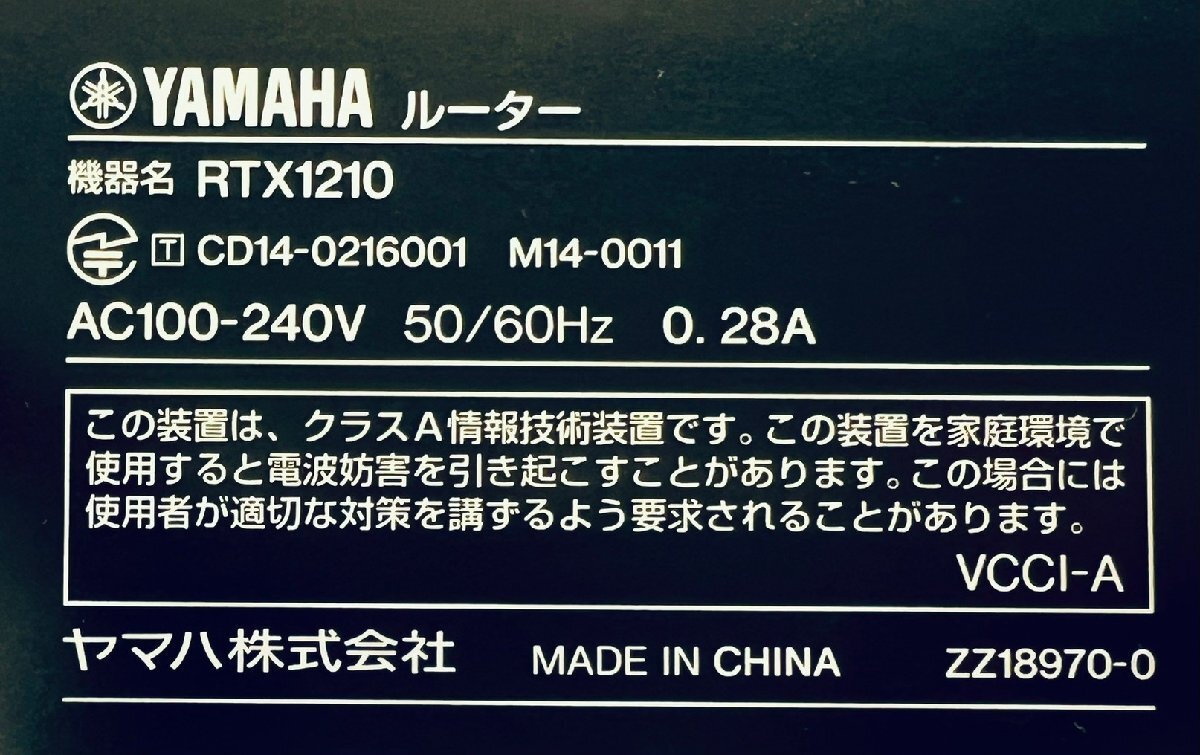 YAMAHA ルーター
機器名 RTX1210
T CD14-0216001 M14-0011
AC100-240V 50/60Hz 0.28A
この装置は、クラスA情報技術装置です。この装置を家庭環境で
使用すると電波妨害を引き起こすことがあります。この場合には
使用者が適切な対策を講ずるよう要求されることがあります。
VCCI-A
ヤマハ株式会社 MADE IN CHINA ZZ18970-0